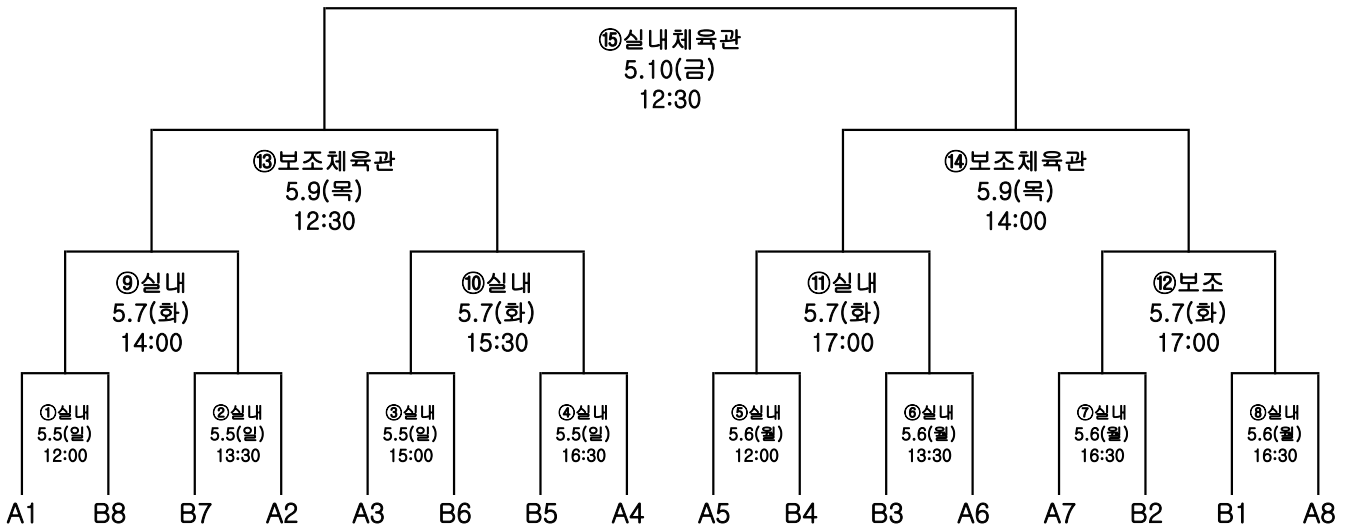 ⑮실내체육관
5.10(금)
12:30
⑬보조체육관
5.9(목)
12:30
⑭보조체육관
5.9(목)
14:00
⑨실내
5.7(화)
14:00
⑩실내
5.7(화)
15:30
⑪실내
5.7(화)
17:00
⑫보조
5.7(화)
17:00
①실내
5.5(일)
12:00
②실내
5.5(일)
13:30
③실내
5.5(일)
15:00
④실내
5.5(일)
16:30
⑤실내
5.6(월)
12:00
⑥실내
5.6(월)
13:30
⑦실내
5.6(월)
16:30
⑧실내
5.6(월)
16:30
A1 B8 B7 A2 A3 B6 B5 A4 A5 B4 B3 A6 A7 B2 B1 A8